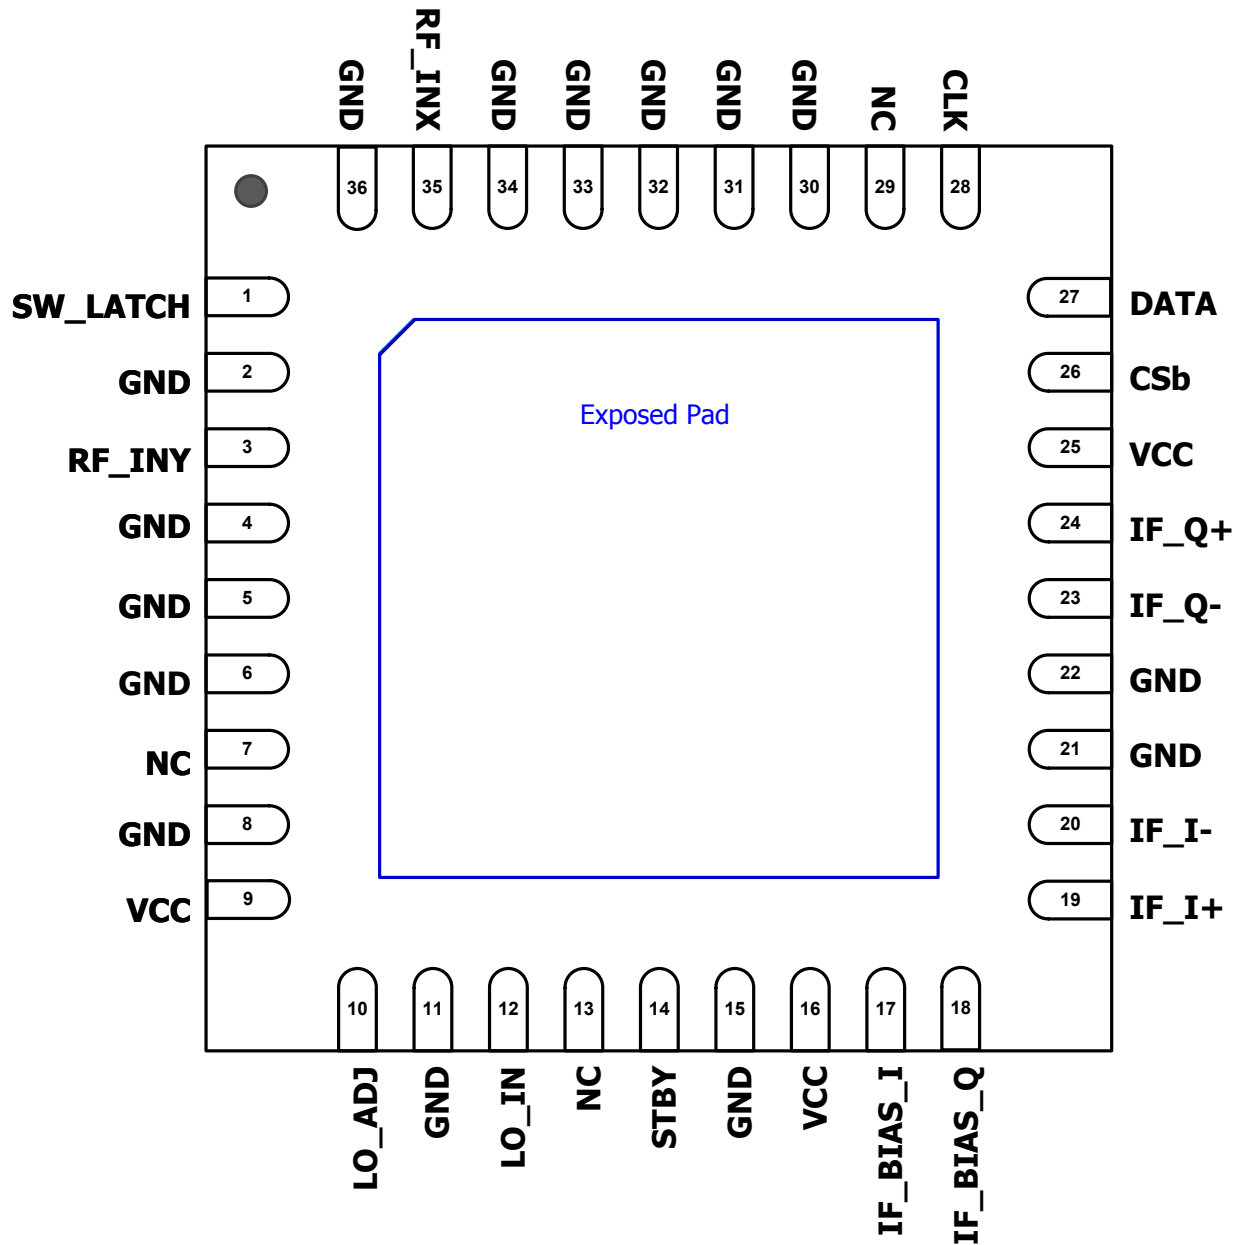 GND
RF_INX
GND
GND
GND
GND
GND
NC
CLK
36
35
34
33
32
31
30
29
28
SW_LATCH 1
27 DATA
GND 2
26 CSb
Exposed Pad
RF_INY 3
25 VCC
GND 4
24 IF_Q+
GND 5
23 IF_Q-
GND 6
22 GND
NC 7
21 GND
GND 8
20 IF_I-
VCC 9
19 IF_I+
10
11
12
13
14
15
16
17
18
LO_ADJ
GND
LO_IN
NC
STBY
GND
VCC
IF_BIAS_I
IF_BIAS_Q